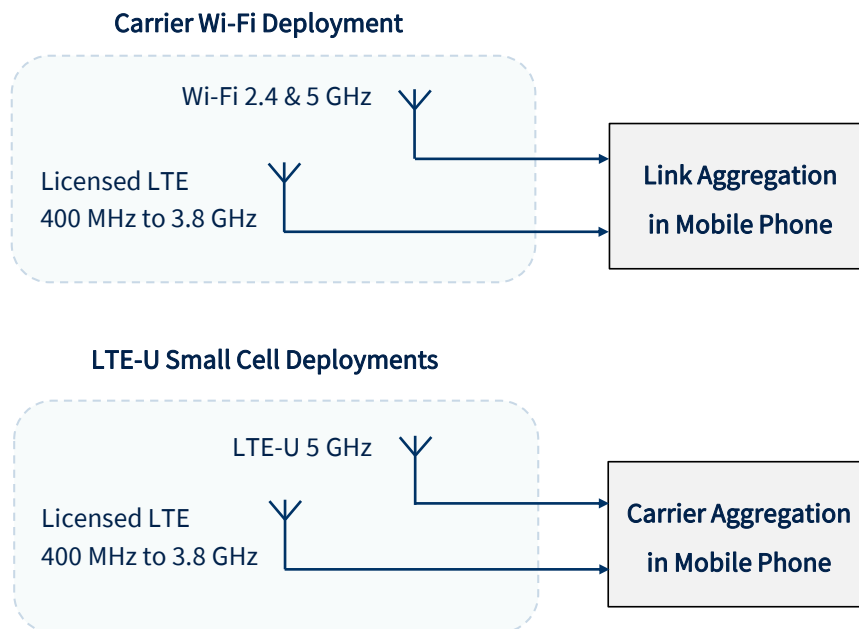 Carrier Wi-Fi Deployment
Wi-Fi 2.4 & 5 GHz
Licensed LTE
400 MHz to 3.8 GHz
Link Aggregation
in Mobile Phone
LTE-U Small Cell Deployments
LTE-U 5 GHz
Licensed LTE
400 MHz to 3.8 GHz
Carrier Aggregation
in Mobile Phone